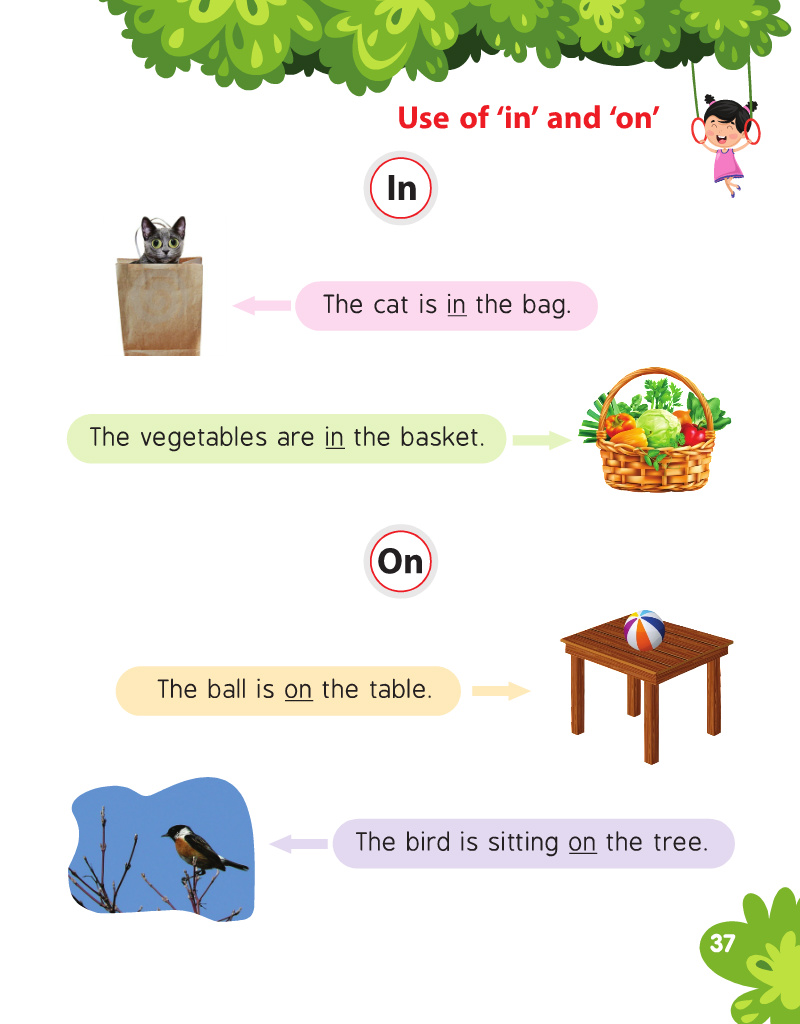 Use of ‘in’ and ‘on’
In
The cat is in the bag.
The vegetables are in the basket.
On
The ball is on the table.
The bird is sitting on the tree.
37